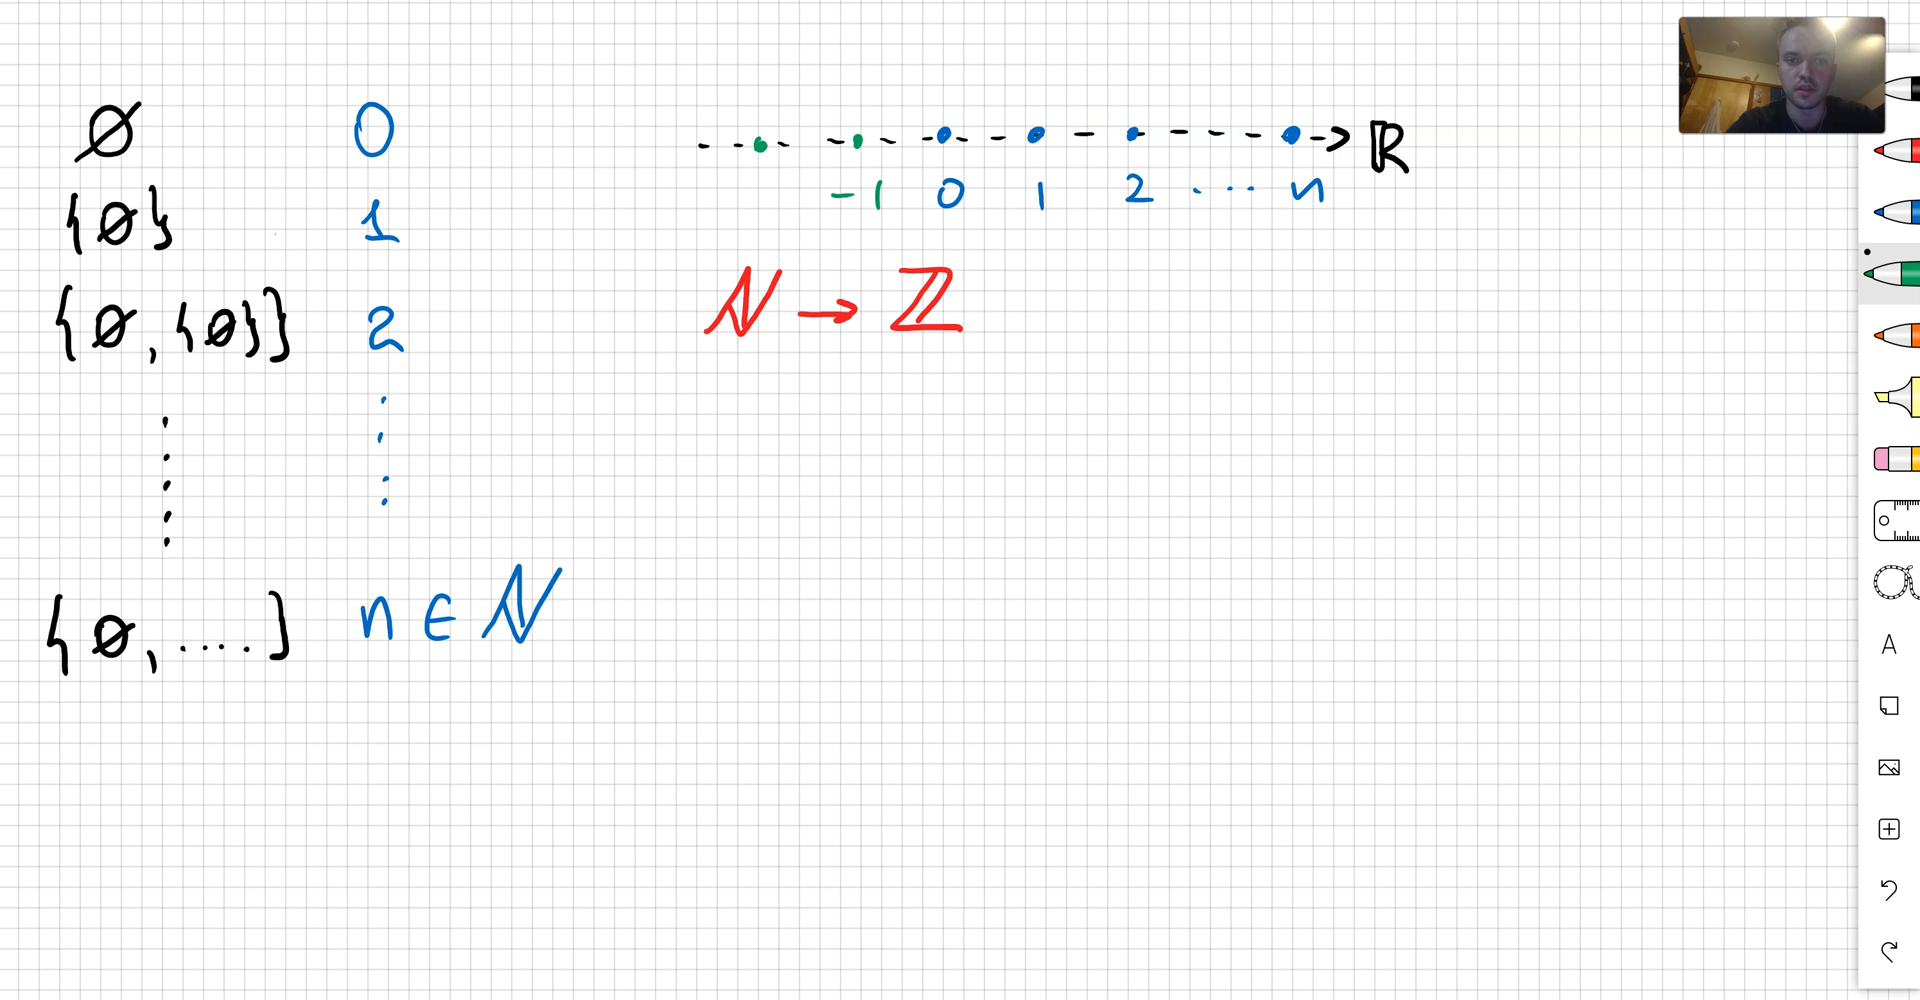 ∅ 0
{∅} 1
{∅, {∅}} 2
{∅, ....} n ∈ ℕ
ℝ
-1 0 1 2 ... n
ℕ → ℤ
A